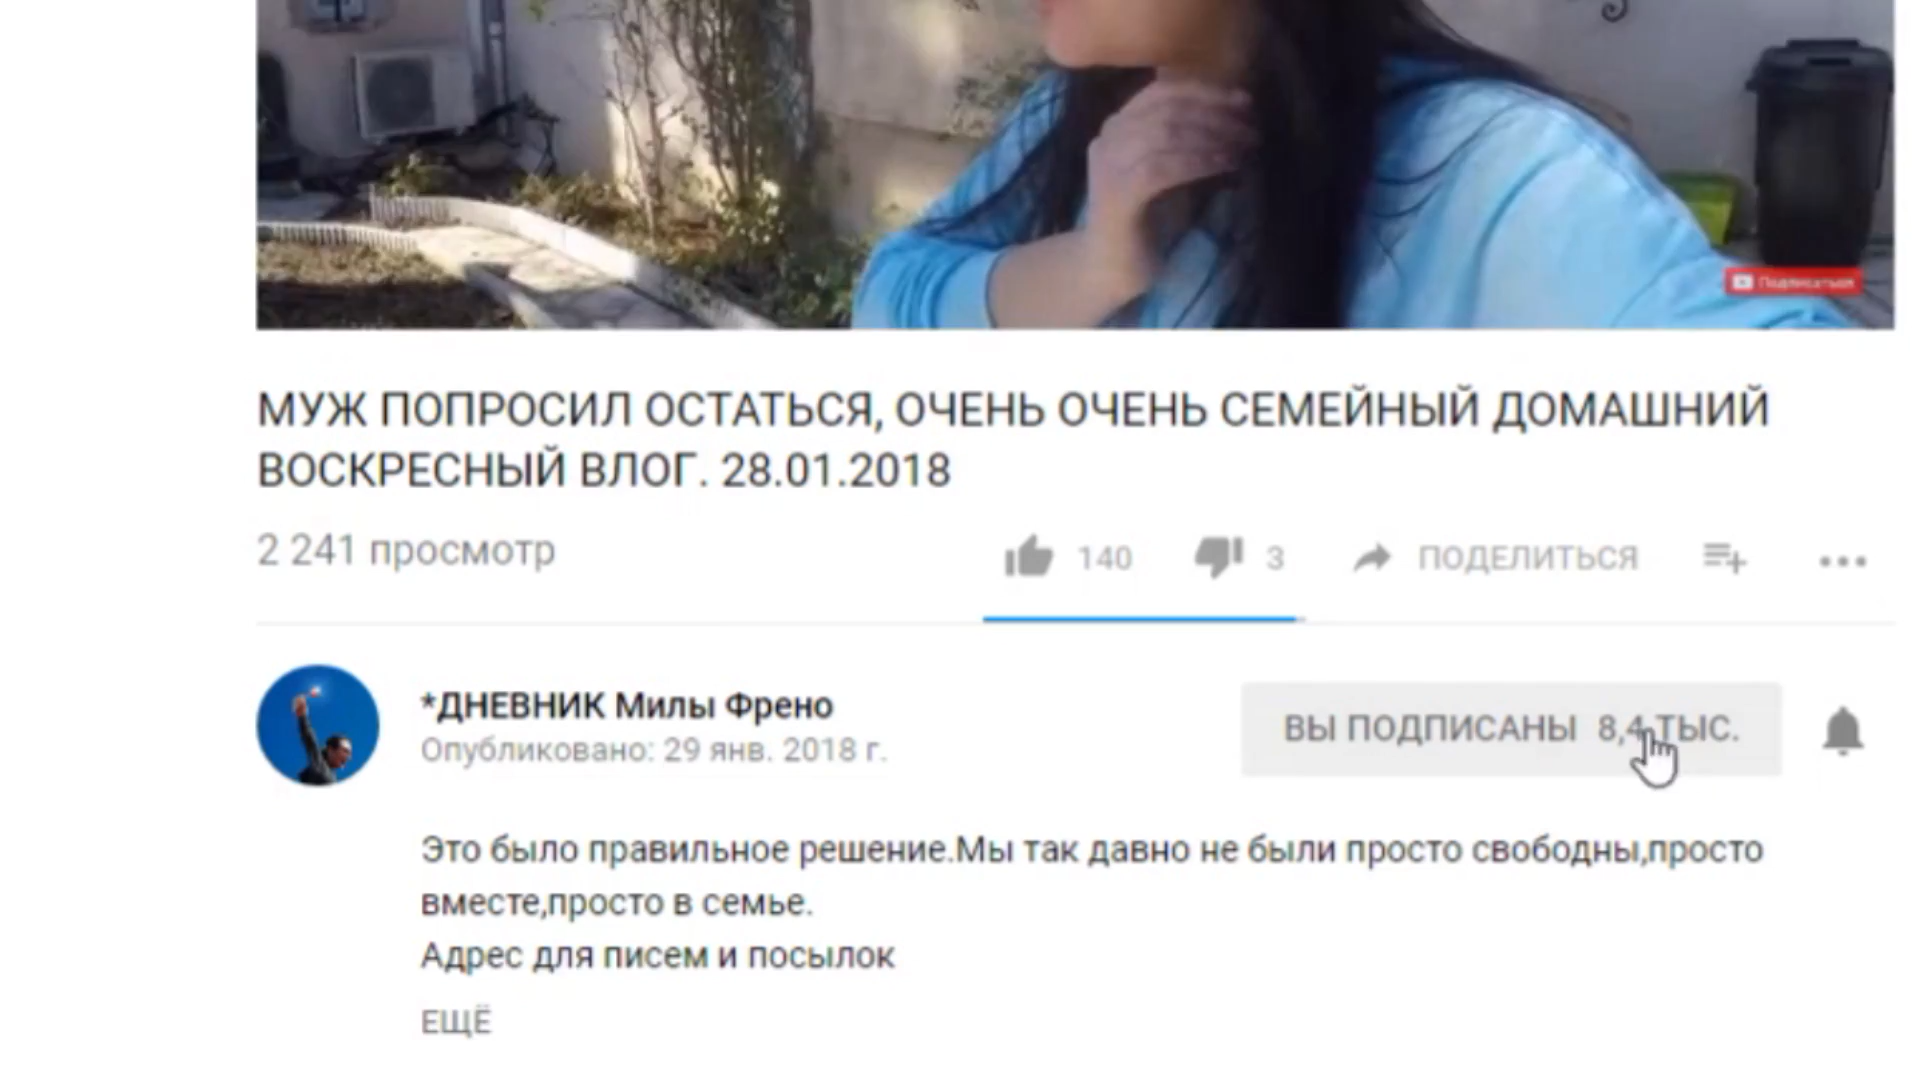 Подписаться
МУЖ ПОПРОСИЛ ОСТАТЬСЯ, ОЧЕНЬ ОЧЕНЬ СЕМЕЙНЫЙ ДОМАШНИЙ
ВОСКРЕСНЫЙ ВЛОГ. 28.01.2018
2 241 просмотр
140 3 ПОДЕЛИТЬСЯ
*ДНЕВНИК Милы Френо
Опубликовано: 29 янв. 2018 г.
ВЫ ПОДПИСАНЫ 8,4 ТЫС.
Это было правильное решение.Мы так давно не были просто свободны,просто
вместе,просто в семье.
Адрес для писем и посылок
ЕЩЁ